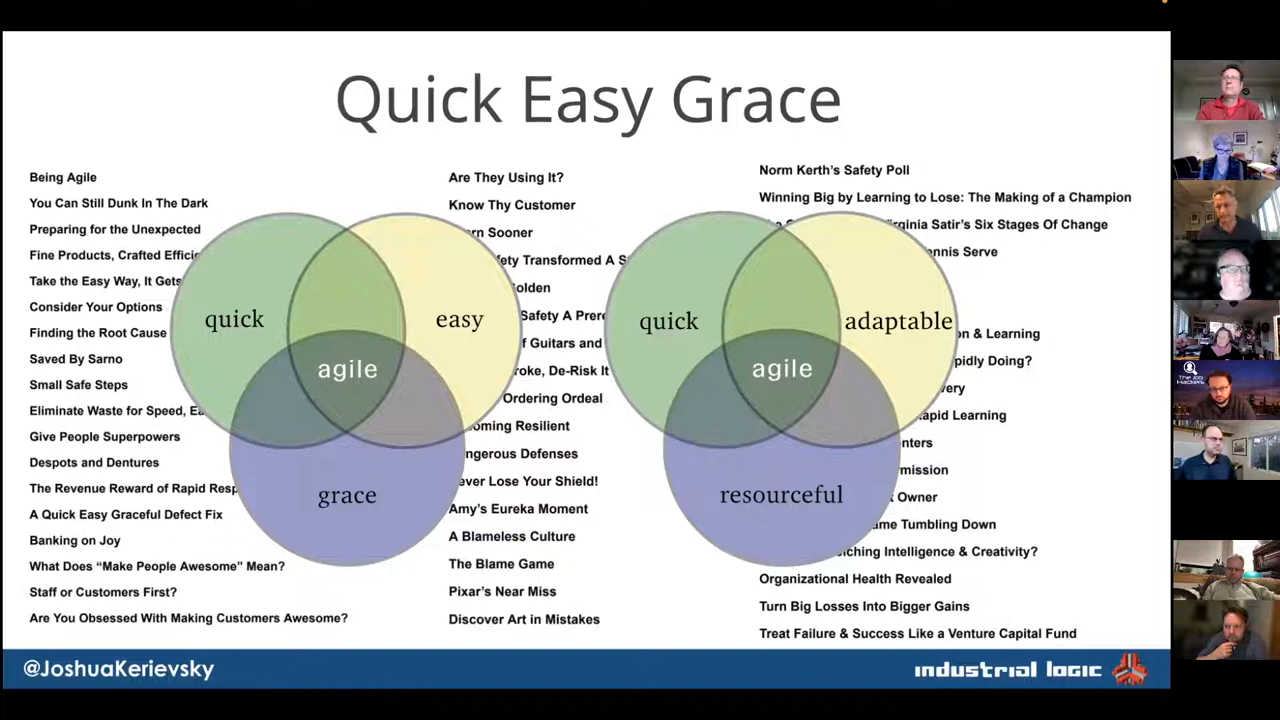 Quick Easy Grace
Being Agile
You Can Still Dunk In The Dark
Preparing for the Unexpected
Fine Products, Crafted Effici
Take the Easy Way, It Gets
Consider Your Options
Finding the Root Cause
Saved By Sarno
Small Safe Steps
Eliminate Waste for Speed, Ea
Give People Superpowers
Despots and Dentures
The Revenue Reward of Rapid Resp
A Quick Easy Graceful Defect Fix
Banking on Joy
What Does “Make People Awesome” Mean?
Staff or Customers First?
Are You Obsessed With Making Customers Awesome?
quick
easy
agile
grace
Are They Using It?
Know Thy Customer
rn Sooner
fety Transformed A S
olden
Safety A Prere
f Guitars and
roke, De-Risk It
Ordering Ordeal
oming Resilient
ngerous Defenses
ever Lose Your Shield!
Amy’s Eureka Moment
A Blameless Culture
The Blame Game
Pixar’s Near Miss
Discover Art in Mistakes
quick
adaptable
agile
resourceful
Norm Kerth’s Safety Poll
Winning Big by Learning to Lose: The Making of a Champion
irginia Satir’s Six Stages Of Change
ennis Serve
n & Learning
pidly Doing?
very
apid Learning
enters
mission
t Owner
ame Tumbling Down
iching Intelligence & Creativity?
Organizational Health Revealed
Turn Big Losses Into Bigger Gains
Treat Failure & Success Like a Venture Capital Fund
@JoshuaKerievsky
industrial logic
The Job
Hackers